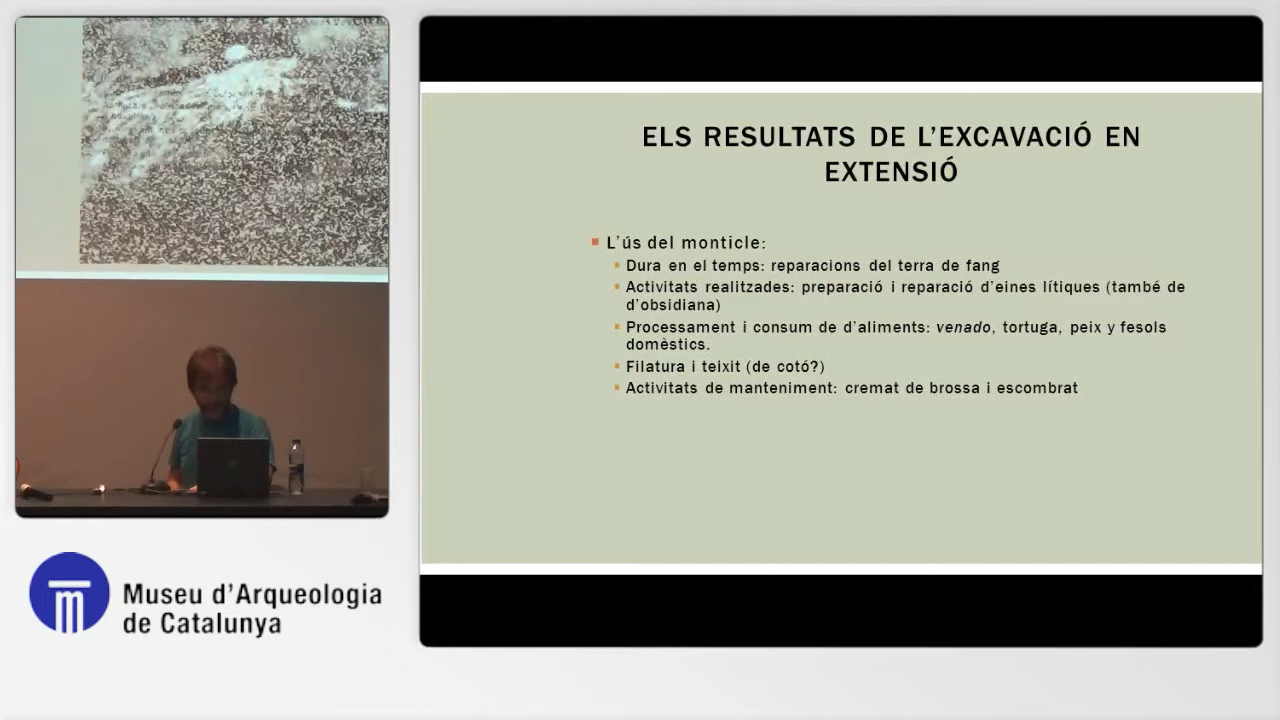 ELS RESULTATS DE L'EXCAVACIÓ EN
EXTENSIÓ
L'ús del monticle:
Dura en el temps: reparacions del terra de fang
Activitats realitzades: preparació i reparació d'eines lítiques (també de
d'obsidiana)
Processament i consum de d'aliments: venado, tortuga, peix y fesols
domèstics.
Filatura i teixit (de cotó?)
Activitats de manteniment: cremat de brossa i escombrat
Museu d'Arqueologia
de Catalunya